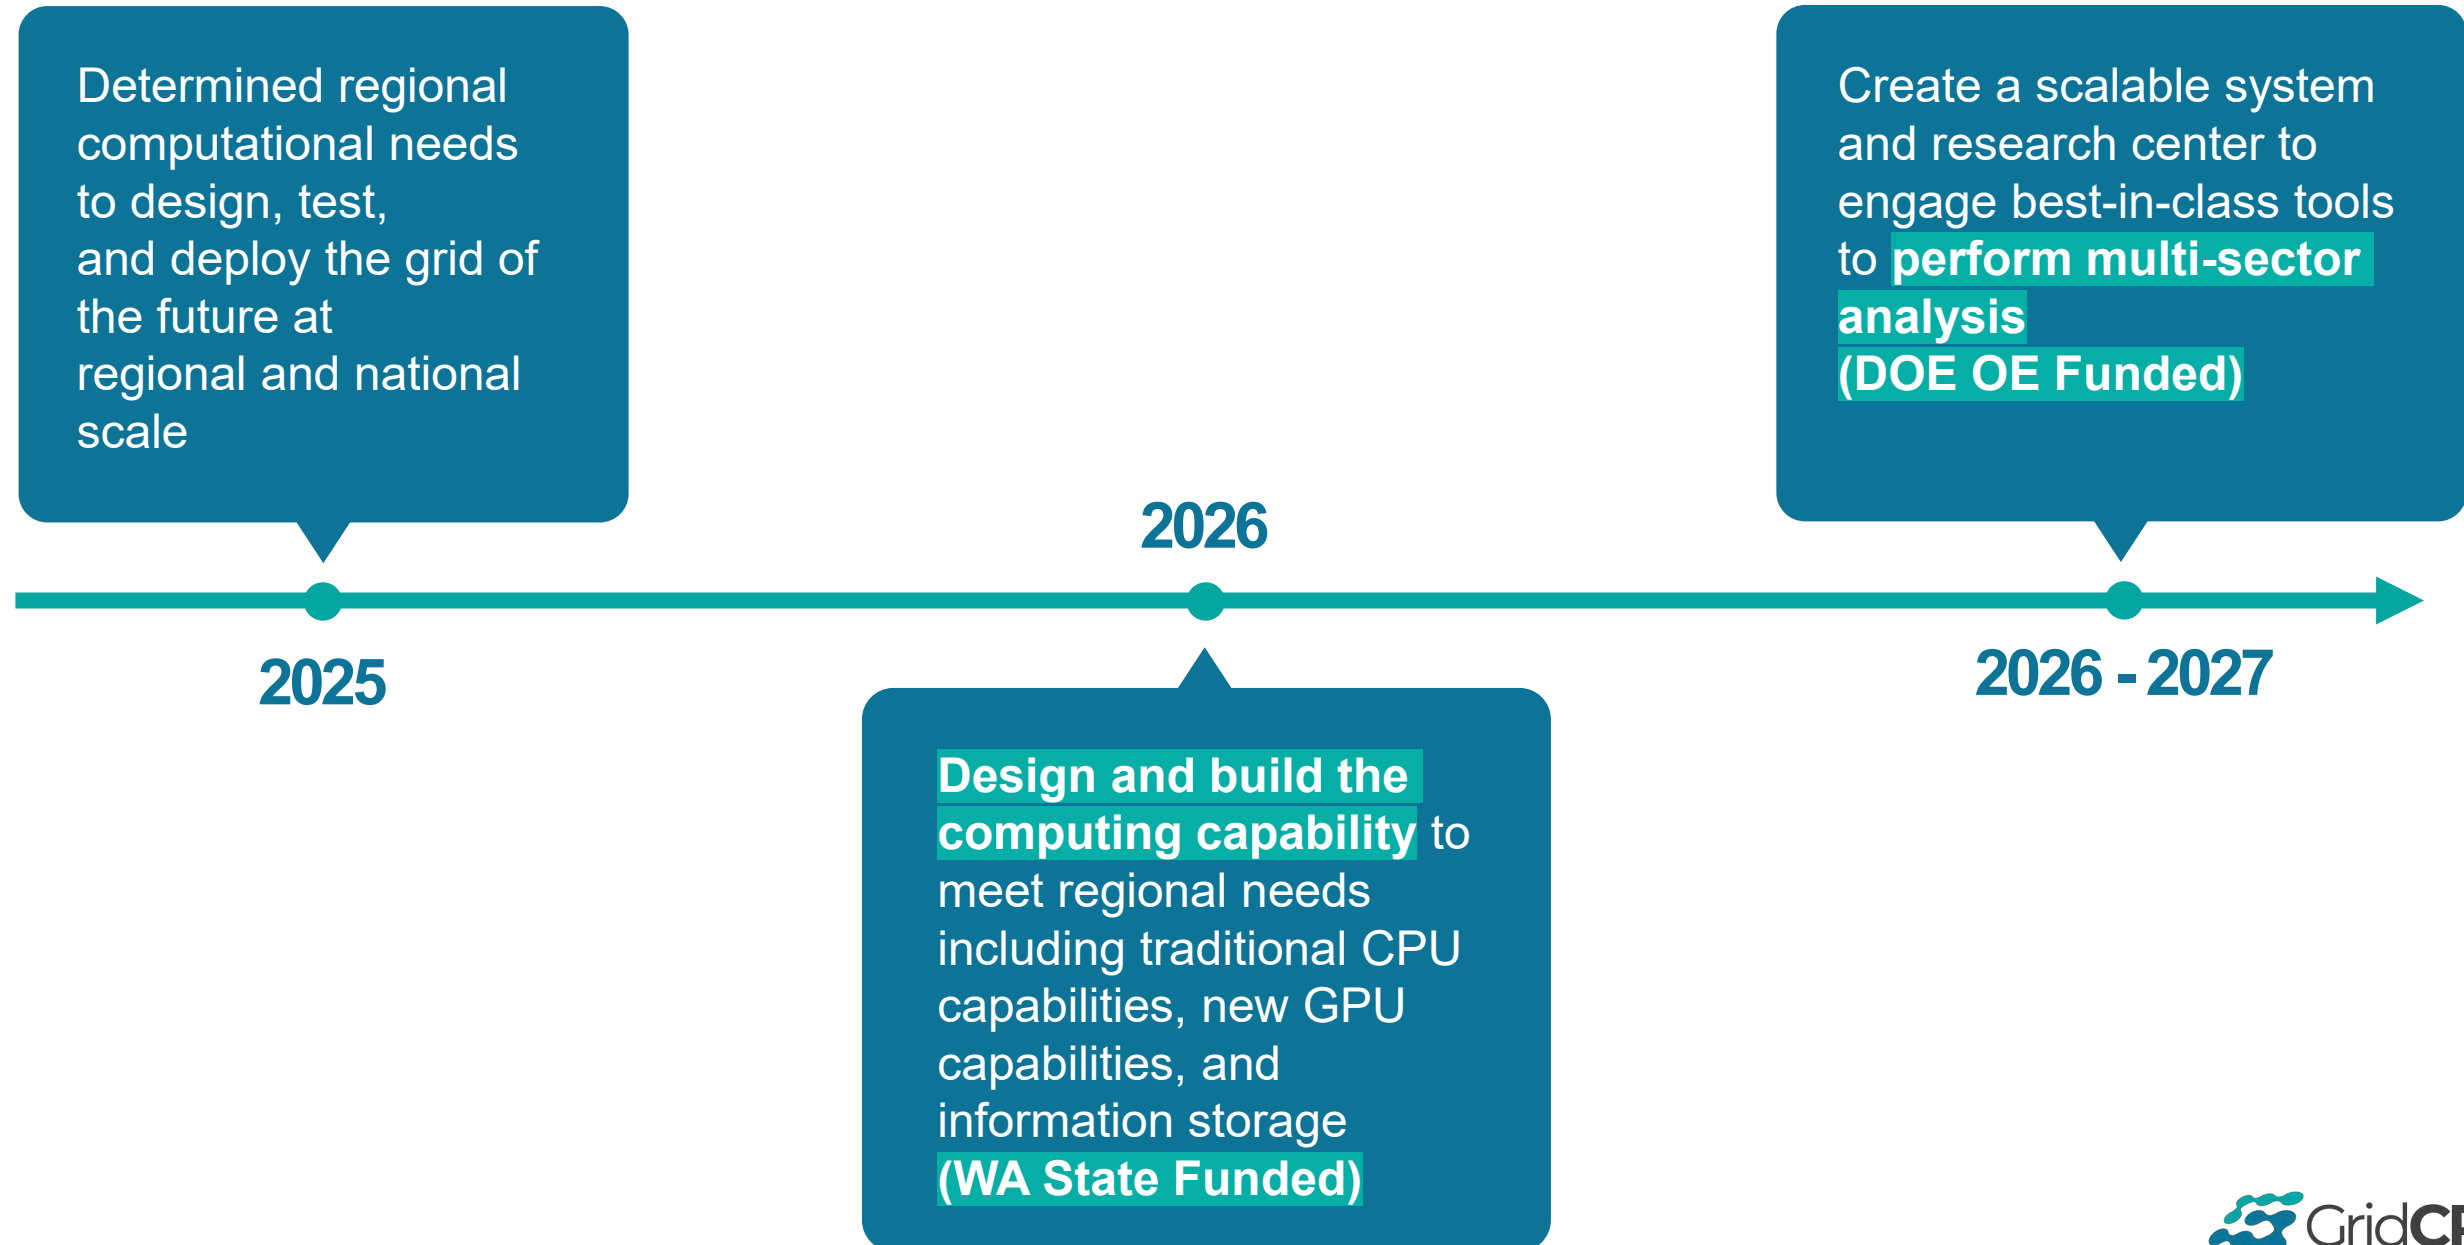 Determined regional
computational needs
to design, test,
and deploy the grid of
the future at
regional and national
scale
2025
2026
Design and build the
computing capability to
meet regional needs
including traditional CPU
capabilities, new GPU
capabilities, and
information storage
(WA State Funded)
Create a scalable system
and research center to
engage best-in-class tools
to perform multi-sector
analysis
(DOE OE Funded)
2026 - 2027